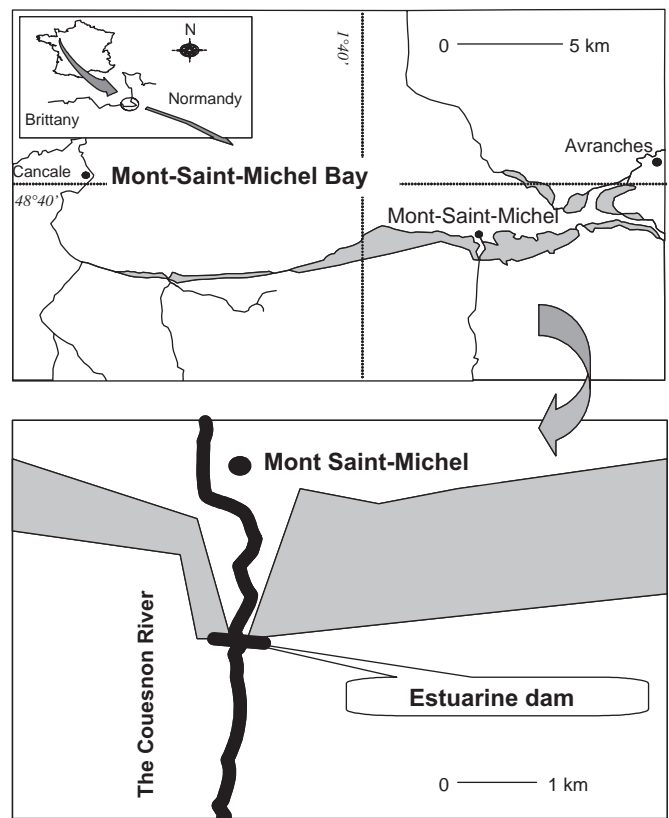 N
Normandy
Brittany
0 5 km
1°40'
Avranches
Cancale
Mont-Saint-Michel Bay
48°40'
Mont-Saint-Michel
Mont Saint-Michel
The Couesnon River
Estuarine dam
0 1 km